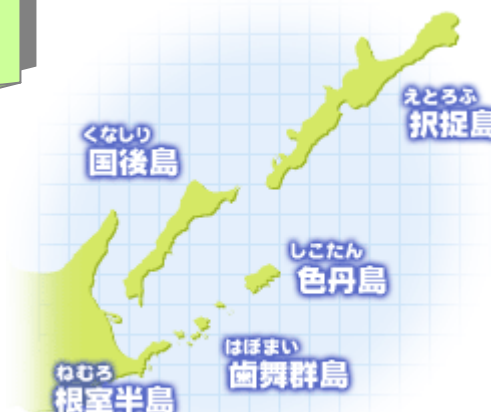 えとろふ
択捉島
くなしり
国後島
しこたん
色丹島
はぼまい
歯舞群島
ねむろ
根室半島